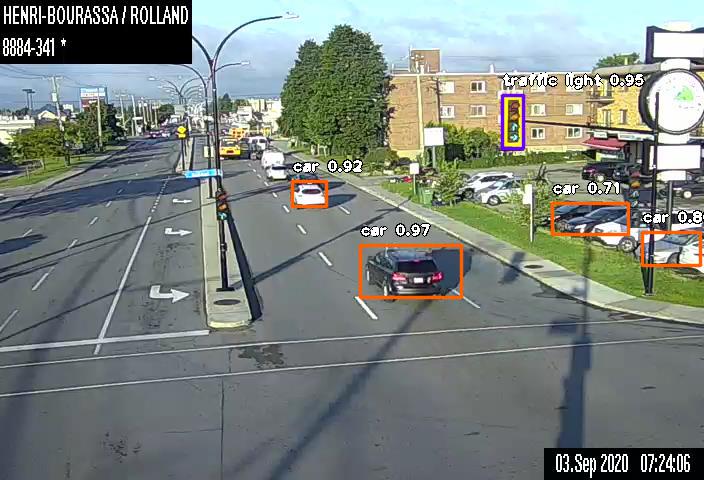 HENRI-BOURASSA / ROLLAND
8884-341 *
traffic light 0.95
car 0.92
car 0.71
car 0.8
car 0.97
03.Sep 2020 07:24:06